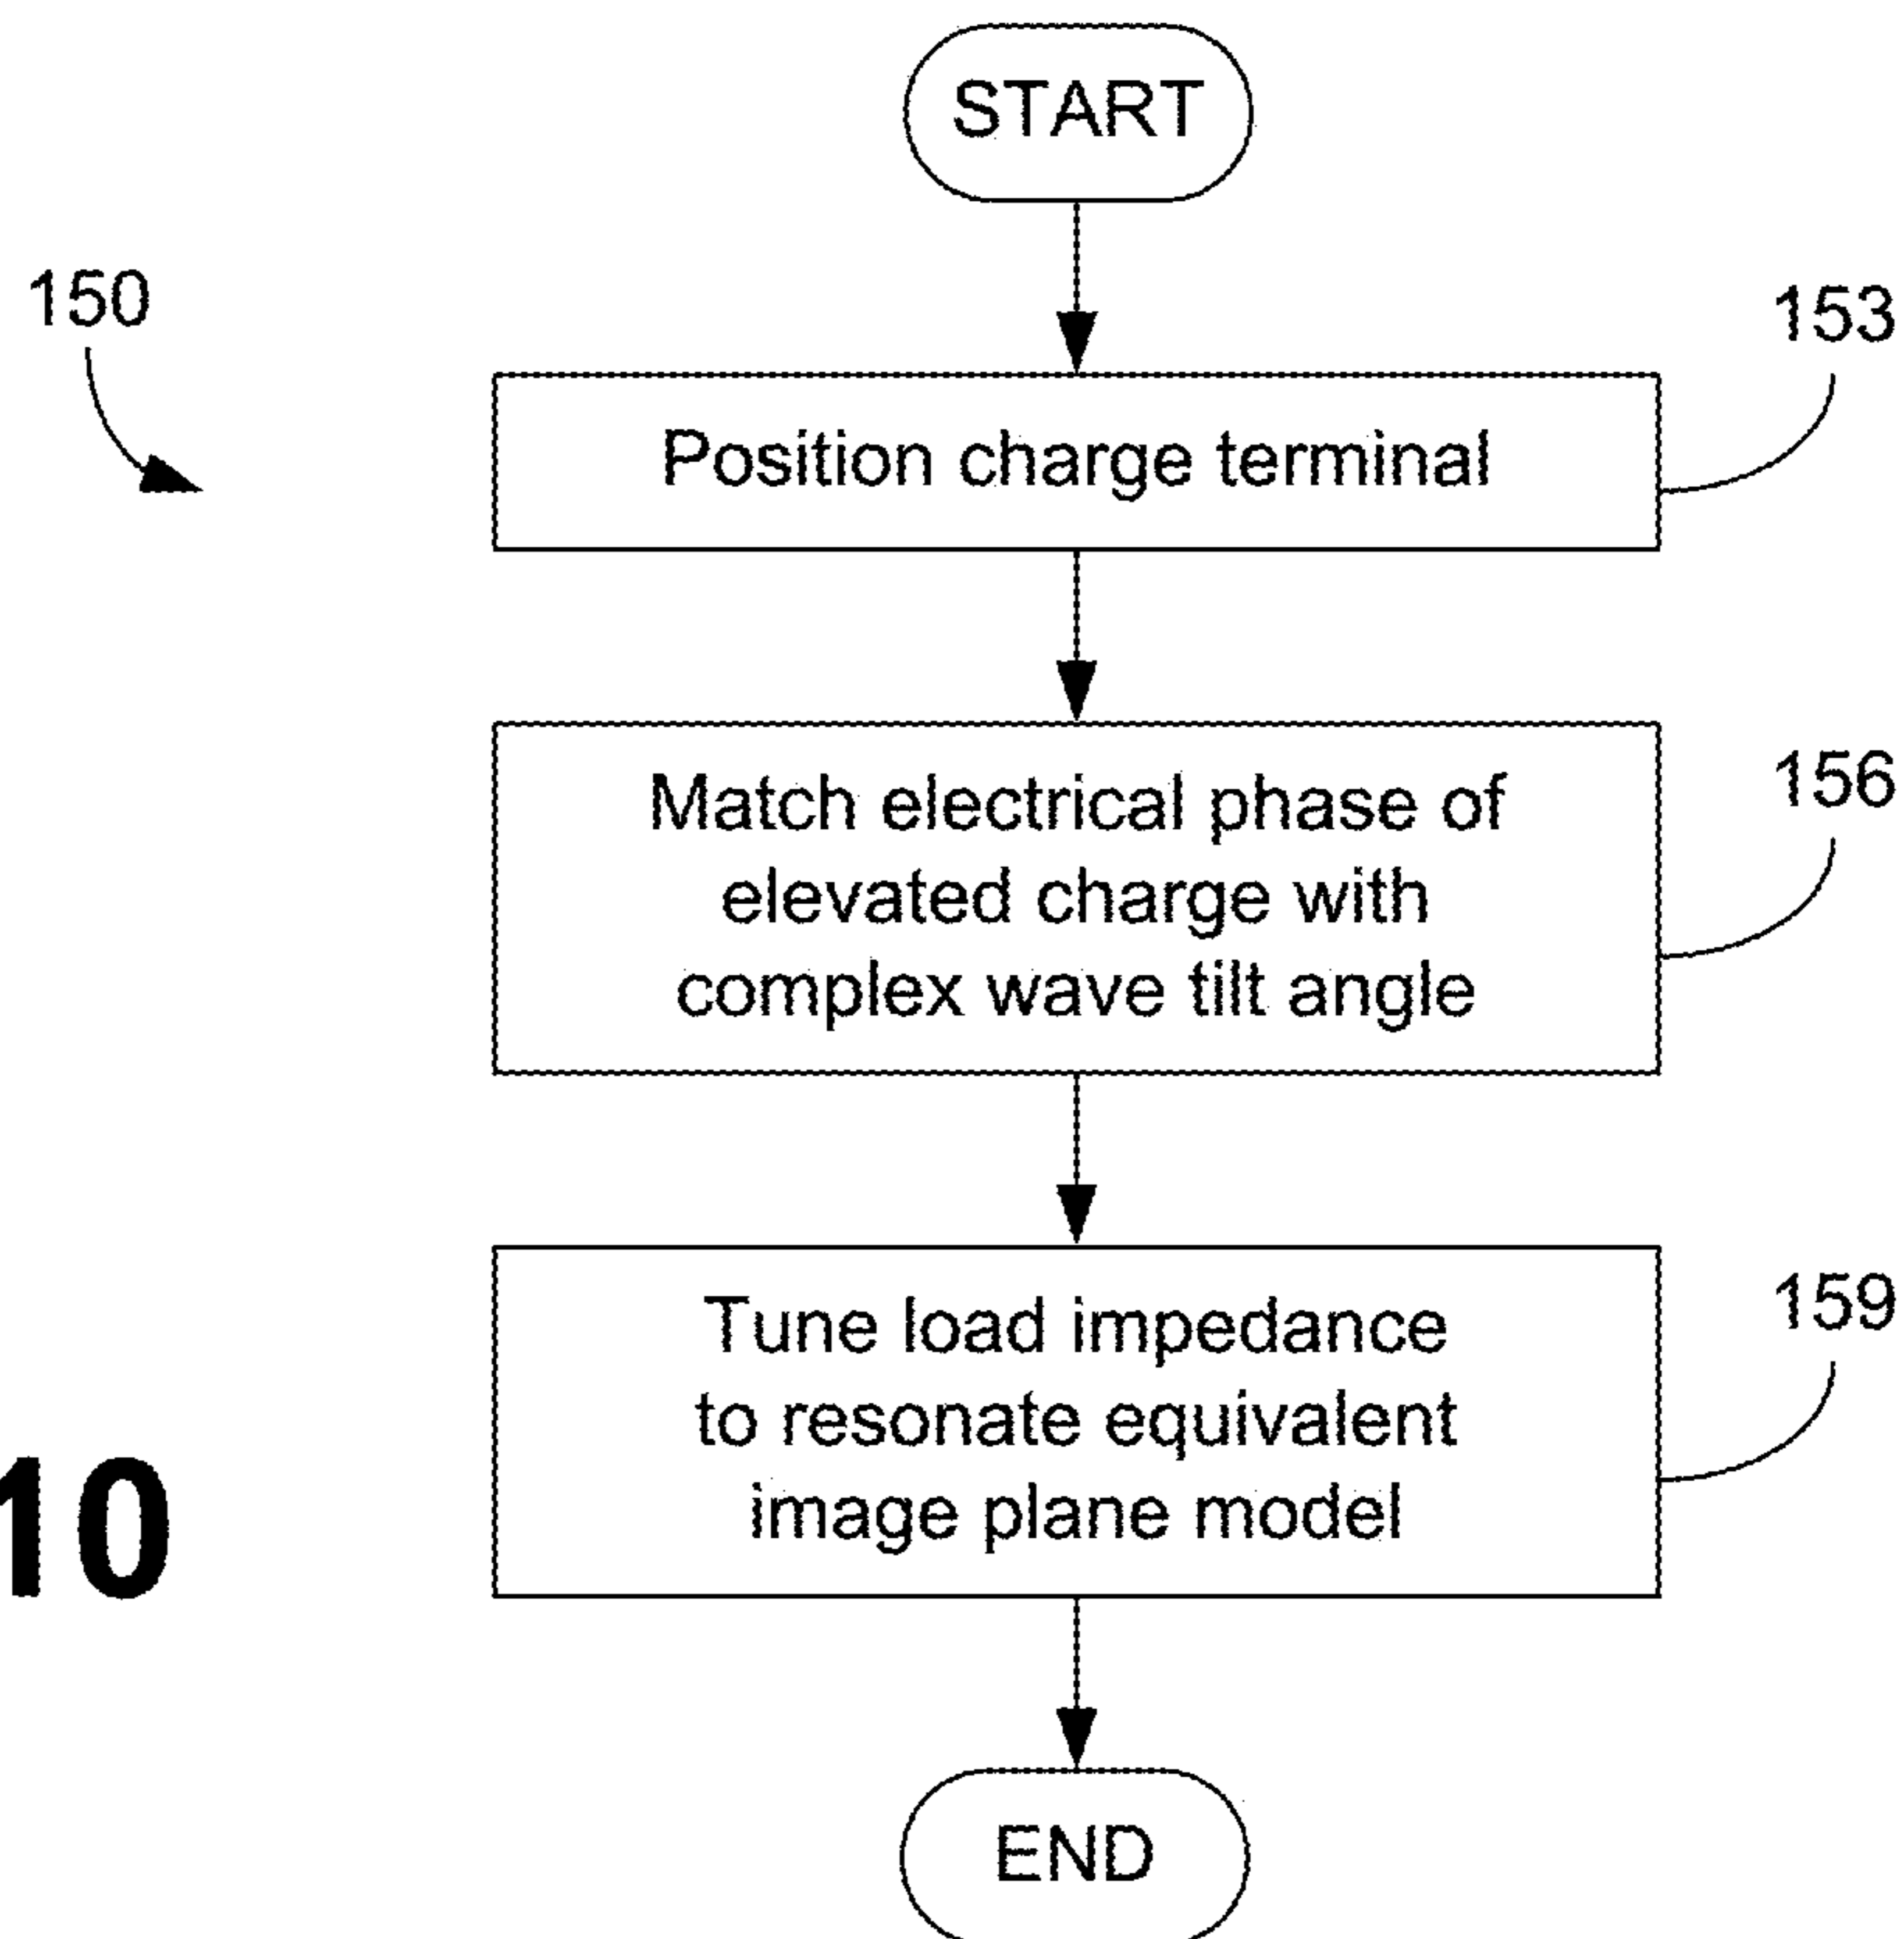 START
150
153
Position charge terminal
156
Match electrical phase of
elevated charge with
complex wave tilt angle
159
Tune load impedance
to resonate equivalent
image plane model
10
END